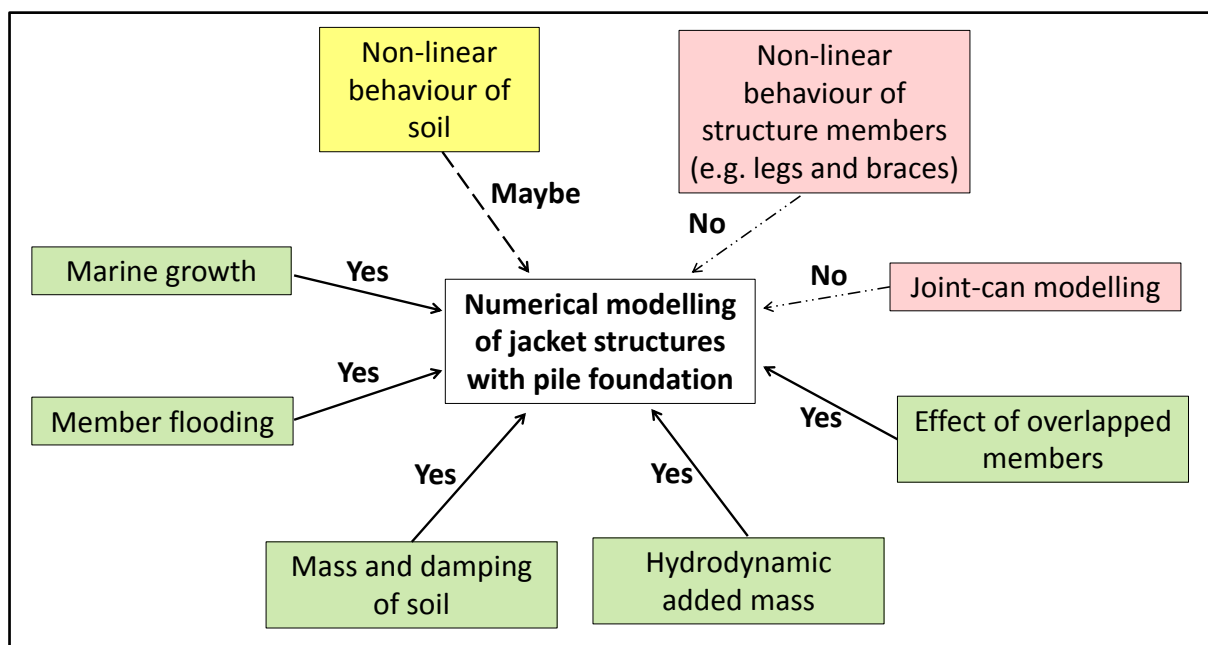 Non-linear
behaviour of
soil
Non-linear
behaviour of
structure members
(e.g. legs and braces)
Maybe
No
Marine growth
Yes
No
Joint-can modelling
Numerical modelling
of jacket structures
with pile foundation
Member flooding
Yes
Yes
Effect of overlapped
members
Yes
Yes
Mass and damping
of soil
Hydrodynamic
added mass